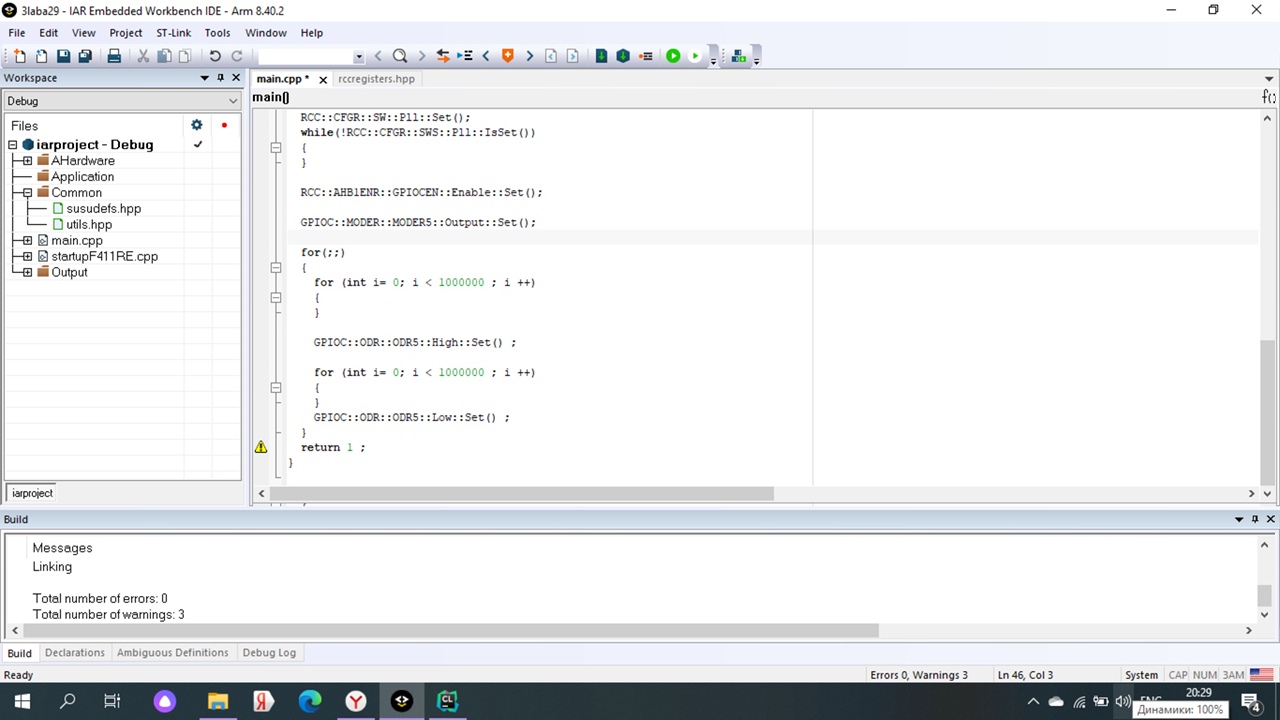 3laba29 - IAR Embedded Workbench IDE - Arm 8.40.2
File Edit View Project ST-Link Tools Window Help
Workspace
main.cpp * rccregisters.hpp
Debug
main()
Files
iarproject - Debug
AHardware
Application
Common
susudefs.hpp
utils.hpp
main.cpp
startupF411RE.cpp
Output
iarproject
RCC::CFGR::SW::Pll::Set();
while(!RCC::CFGR::SWS::Pll::IsSet())
{
}
RCC::AHB1ENR::GPIOCEN::Enable::Set();
GPIOC::MODER::MODER5::Output::Set();
for(;;)
{
for (int i= 0; i < 1000000 ; i ++)
{
}
GPIOC::ODR::ODR5::High::Set() ;
for (int i= 0; i < 1000000 ; i ++)
{
}
GPIOC::ODR::ODR5::Low::Set() ;
}
return 1 ;
}
Build
Messages
Linking
Total number of errors: 0
Total number of warnings: 3
Build Declarations Ambiguous Definitions Debug Log
Ready Errors 0, Warnings 3 Ln 46, Col 3 System CAP NUM ЗАМ
20:29
Динамики: 100%
4